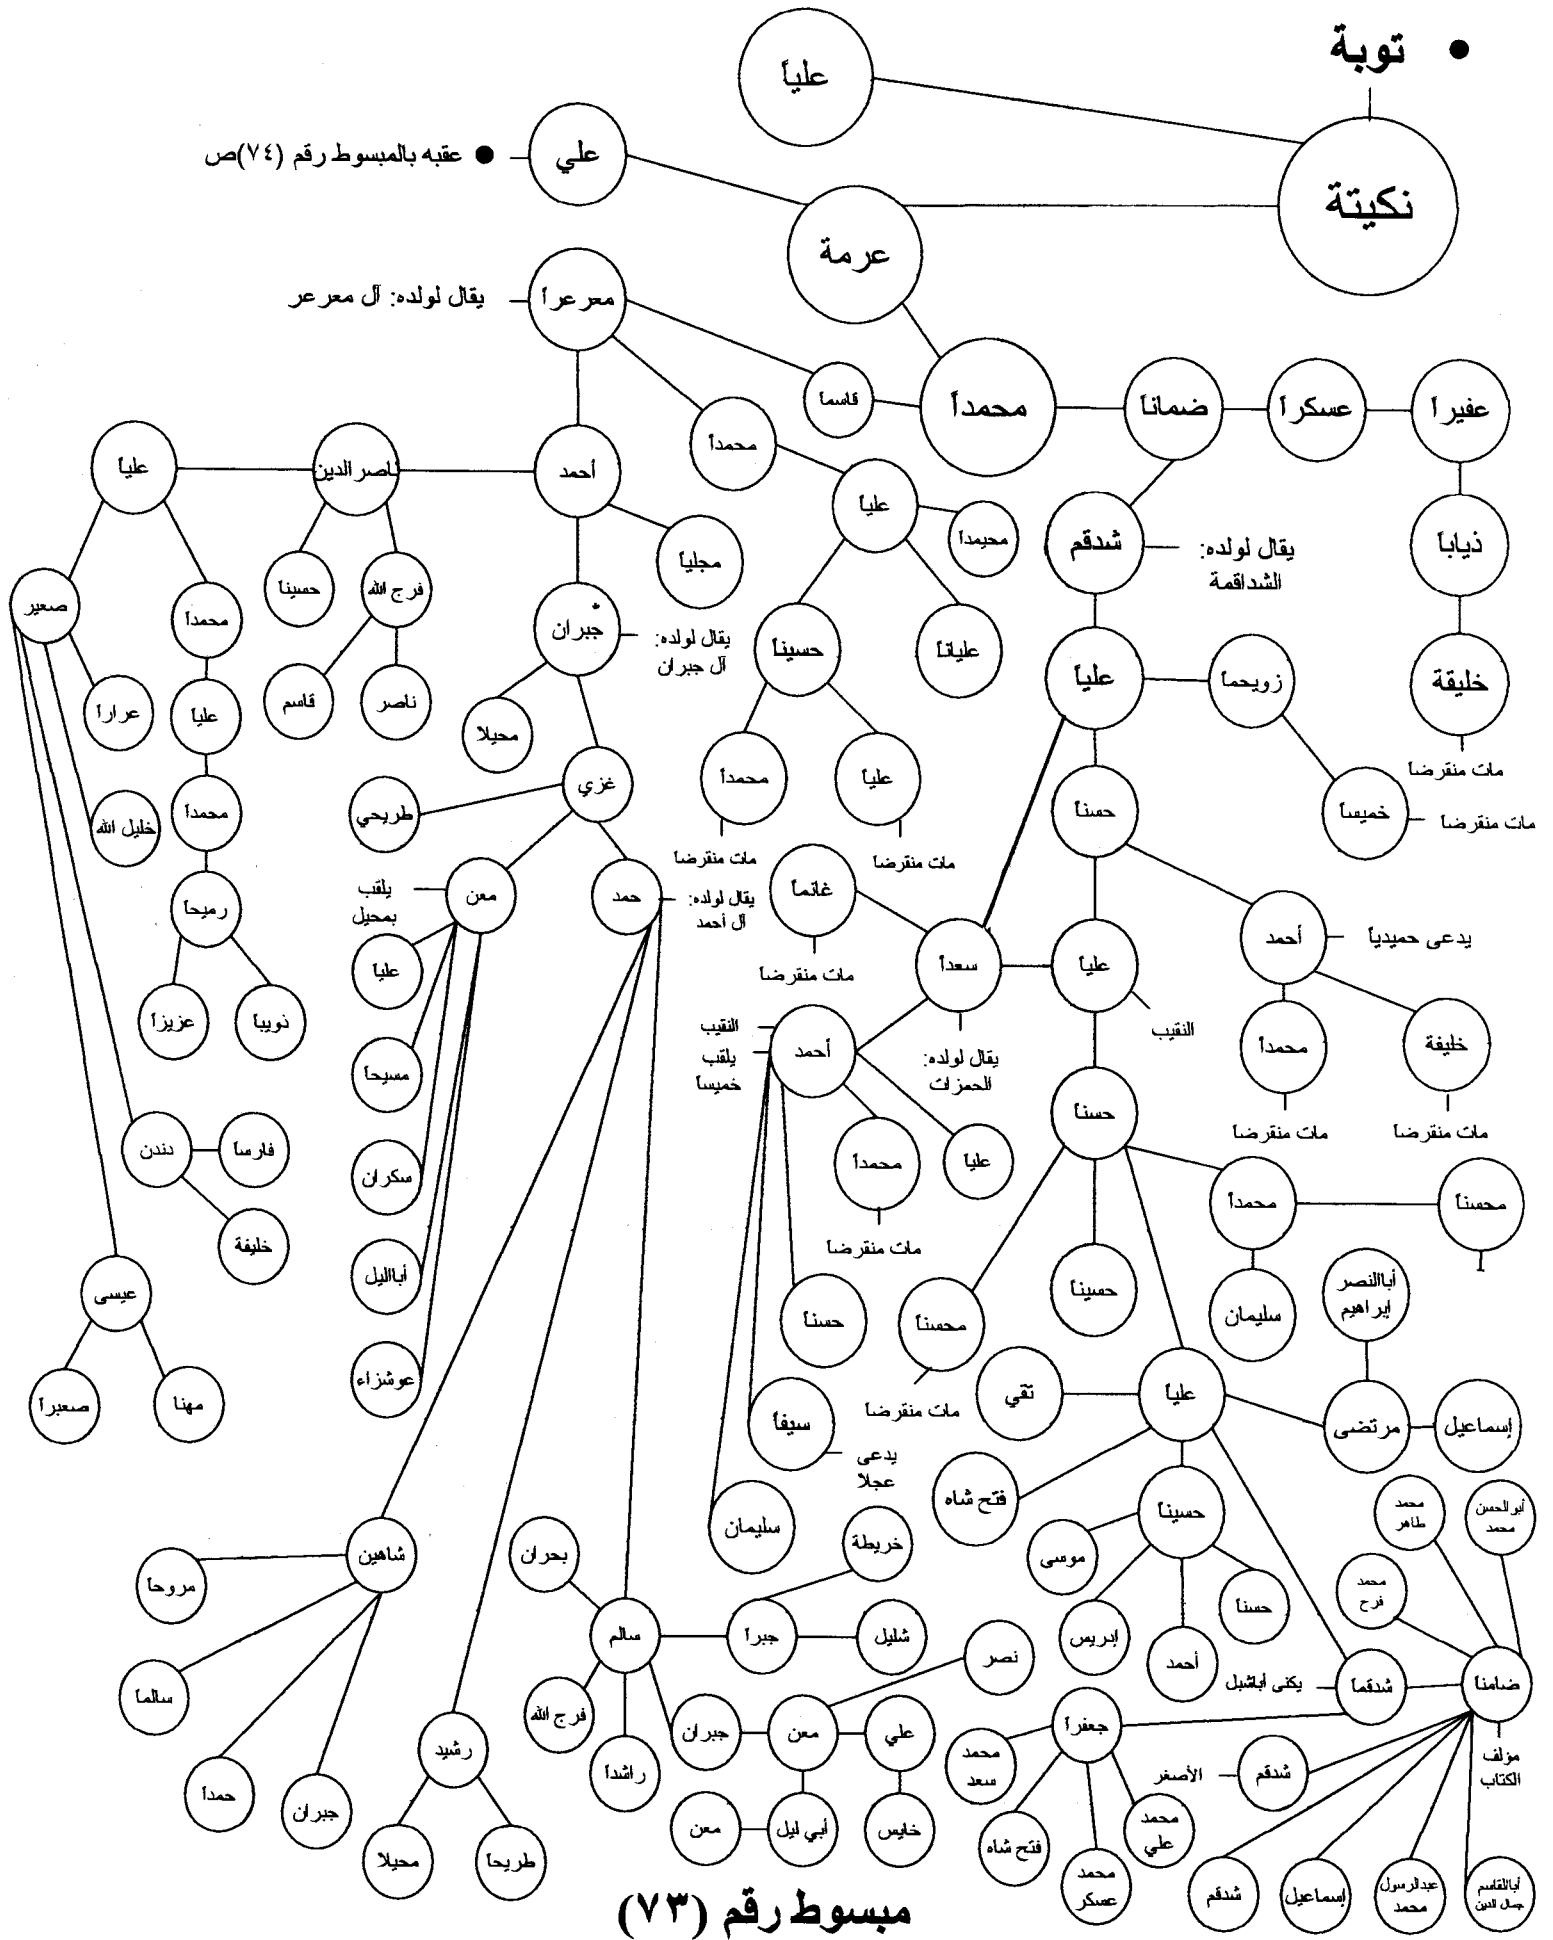 ● توبة
علياً
نكيتة
علي
● عقبه بالمبسوط رقم (٧٤)ص
عرمة
معرعراً
يقال لولده: آل معرعر
عفيراً
عسكراً
ضماناً
محمداً
قاسماً
محمداً
أحمد
ناصر الدين
علياً
علياً
محيمداً
ذياباً
شدقم
يقال لولده:
الشداقمة
مجلياً
فرج الله
حسيناً
محمداً
صعير
جبران
يقال لولده:
آل جبران
حسيناً
علياناً
خليقة
زويحماً
علياً
ناصر
قاسم
علياً
عراراً
محيلا
مات منقرضاً
غزي
طريحي
محمداً
علياً
حسناً
خميساً
مات منقرضاً
محمداً
خليل الله
مات منقرضاً
مات منقرضاً
معن
يلقب
بمحيل
حمد
يقال لولده:
آل أحمد
غانماً
مات منقرضاً
رميحاً
أحمد
يدعى حميدياً
علياً
النقيب
سعداً
يقال لولده:
الحمزات
علياً
عزيزاً
ذويباً
أحمد
النقيب
يلقب
خميساً
محمداً
خليفة
مات منقرضاً
مات منقرضاً
مسيحاً
حسناً
دندن
فارساً
سكران
محمداً
علياً
مات منقرضاً
محمداً
محسناً
خليفة
أبااليل
حسيناً
سليمان
أباالنصر
إبراهيم
عيسى
حسناً
محسناً
مات منقرضاً
عوشزاء
صعبراً
مهنا
سيفاً
يدعى
عجلا
تقي
علياً
مرتضى
إسماعيل
سليمان
فتح شاه
حسيناً
محمد
طاهر
أبو الحسن
محمد
خريطة
بحران
شاهين
مروحاً
موسى
حسناً
محمد
فرح
سالم
جبراً
شليل
إدريس
أحمد
نصر
شدقماً
يكنى أباشبل
ضامناً
مؤلف
الكتاب
سالماً
فرج الله
راشداً
جبران
معن
علي
جعفراً
رشيد
محمد
سعد
شدقم
الأصغر
حمداً
جبران
معن
أبي ليل
خايس
محمد
علي
فتح شاه
محيلا
طريحاً
محمد
عسكر
شدقم
إسماعيل
عبدالرسول
محمد
أباالقاسم
جمال الدين
مبسوط رقم (٧٣)